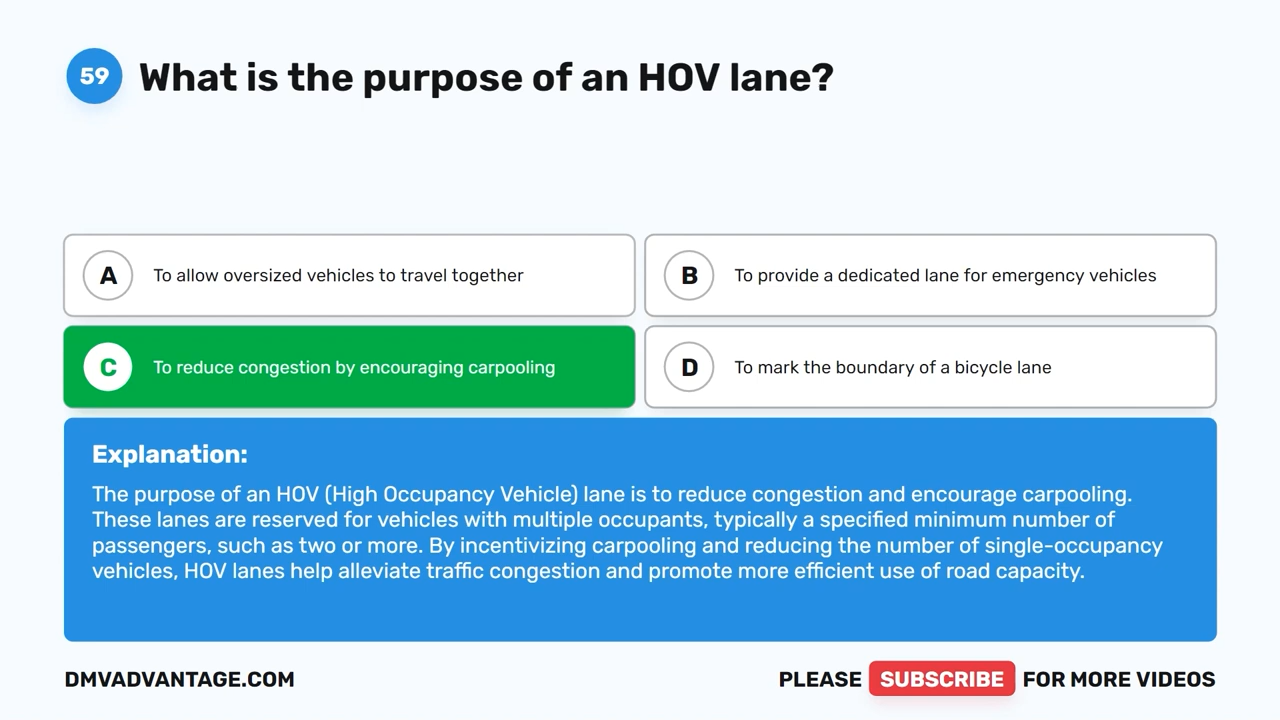 59 What is the purpose of an HOV lane?
A To allow oversized vehicles to travel together
B To provide a dedicated lane for emergency vehicles
C To reduce congestion by encouraging carpooling
D To mark the boundary of a bicycle lane
Explanation:
The purpose of an HOV (High Occupancy Vehicle) lane is to reduce congestion and encourage carpooling.
These lanes are reserved for vehicles with multiple occupants, typically a specified minimum number of
passengers, such as two or more. By incentivizing carpooling and reducing the number of single-occupancy
vehicles, HOV lanes help alleviate traffic congestion and promote more efficient use of road capacity.
DMVADVANTAGE.COM
PLEASE SUBSCRIBE FOR MORE VIDEOS